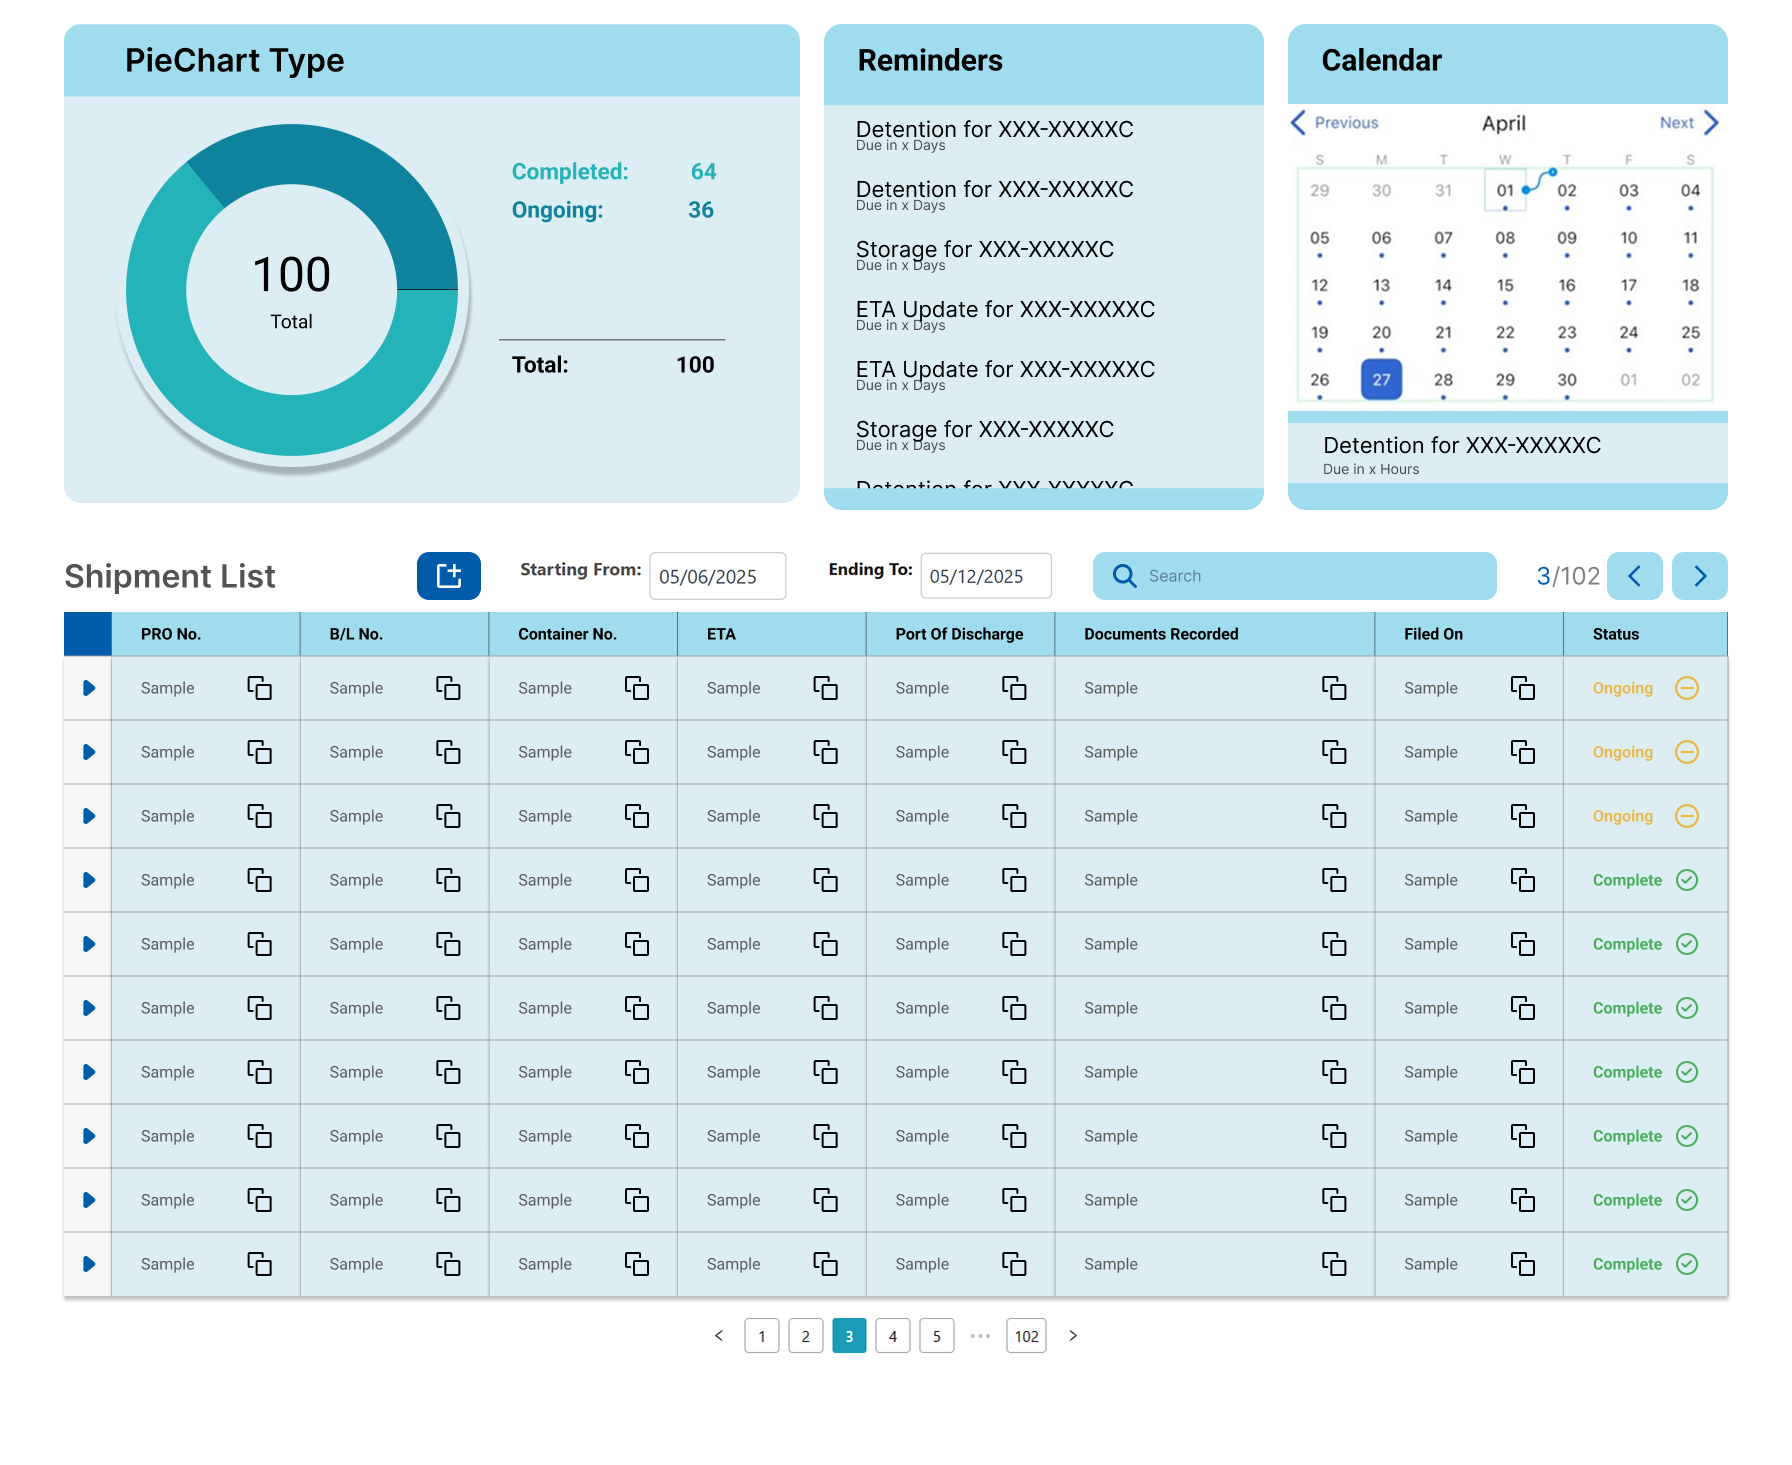 PieChart Type
Completed: 64
Ongoing: 36
100
Total
Total: 100
Reminders
Detention for XXX-XXXXXC
Due in x Days
Detention for XXX-XXXXXC
Due in x Days
Storage for XXX-XXXXXC
Due in x Days
ETA Update for XXX-XXXXXC
Due in x Days
ETA Update for XXX-XXXXXC
Due in x Days
Storage for XXX-XXXXXC
Due in x Days
Detention for XXX-XXXXXC
Calendar
Previous April Next
S M T W T F S
29 30 31 01 02 03 04
05 06 07 08 09 10 11
12 13 14 15 16 17 18
19 20 21 22 23 24 25
26 27 28 29 30 01 02
Detention for XXX-XXXXXC
Due in x Hours
Shipment List Starting From: 05/06/2025 Ending To: 05/12/2025 Search 3/102
PRO No. B/L No. Container No. ETA Port Of Discharge Documents Recorded Filed On Status
Sample Sample Sample Sample Sample Sample Sample Ongoing
Sample Sample Sample Sample Sample Sample Sample Ongoing
Sample Sample Sample Sample Sample Sample Sample Ongoing
Sample Sample Sample Sample Sample Sample Sample Complete
Sample Sample Sample Sample Sample Sample Sample Complete
Sample Sample Sample Sample Sample Sample Sample Complete
Sample Sample Sample Sample Sample Sample Sample Complete
Sample Sample Sample Sample Sample Sample Sample Complete
Sample Sample Sample Sample Sample Sample Sample Complete
Sample Sample Sample Sample Sample Sample Sample Complete
< 1 2 3 4 5 ••• 102 >